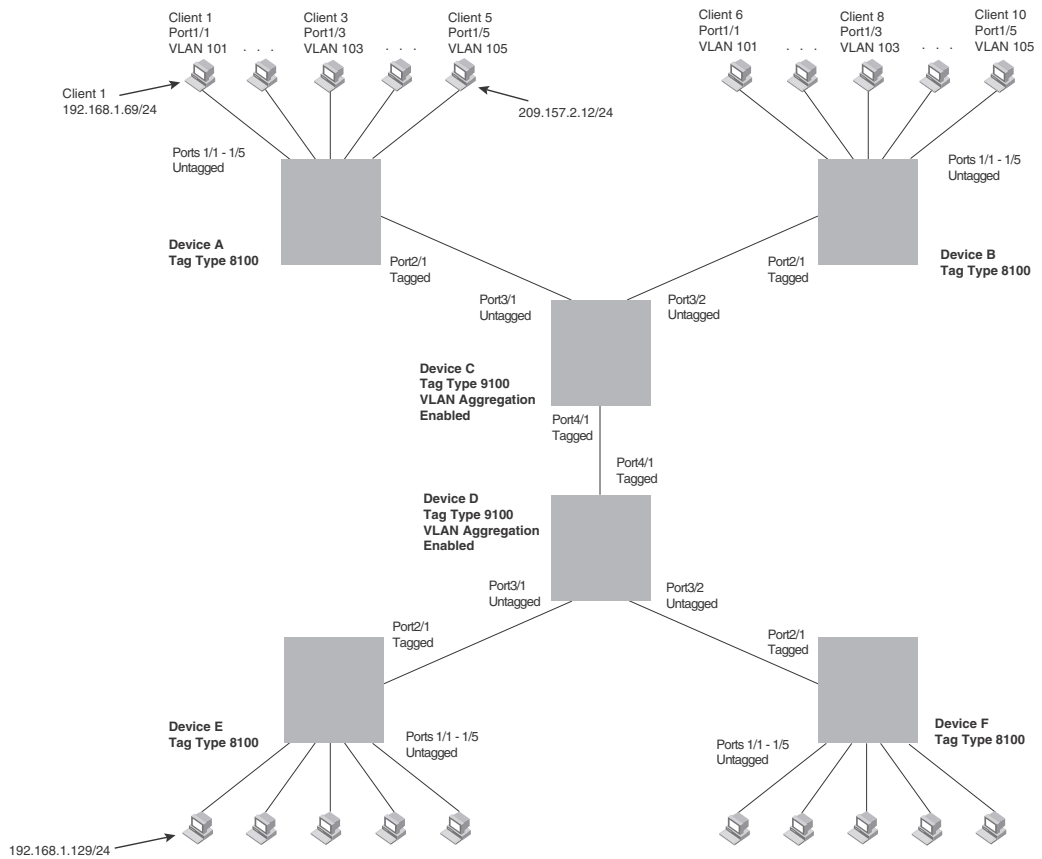 Client 1
Port1/1
VLAN 101
. . .
Client 3
Port1/3
VLAN 103
. . .
Client 5
Port1/5
VLAN 105
Client 6
Port1/1
VLAN 101
. . .
Client 8
Port1/3
VLAN 103
. . .
Client 10
Port1/5
VLAN 105
Client 1
192.168.1.69/24
209.157.2.12/24
Ports 1/1 - 1/5
Untagged
Ports 1/1 - 1/5
Untagged
Device A
Tag Type 8100
Port2/1
Tagged
Port2/1
Tagged
Device B
Tag Type 8100
Port3/1
Untagged
Port3/2
Untagged
Device C
Tag Type 9100
VLAN Aggregation
Enabled
Port4/1
Tagged
Port4/1
Tagged
Device D
Tag Type 9100
VLAN Aggregation
Enabled
Port3/1
Untagged
Port3/2
Untagged
Port2/1
Tagged
Port2/1
Tagged
Device E
Tag Type 8100
Ports 1/1 - 1/5
Untagged
Ports 1/1 - 1/5
Untagged
Device F
Tag Type 8100
192.168.1.129/24